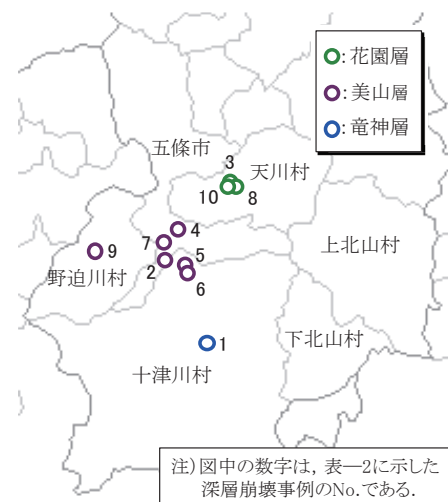 ○:花園層
○:美山層
○:竜神層
五條市
3
天川村
10
8
4
7
上北山村
9
5
2
野迫川村
6
下北山村
1
十津川村
注)図中の数字は，表―2に示した
深層崩壊事例のNo.である．